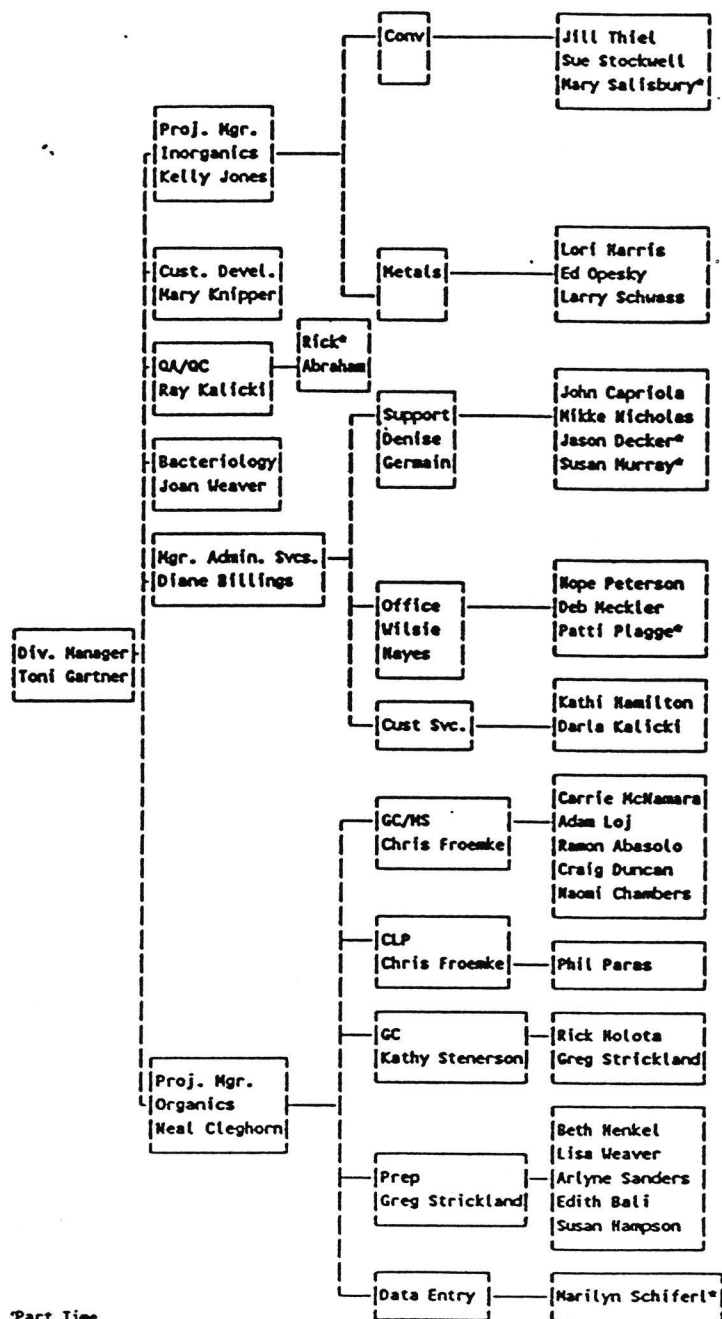 Conv
Jill Thiel
Sue Stockwell
Mary Salisbury*
Proj. Mgr.
Inorganics
Kelly Jones
Metals
Lori Harris
Ed Opesky
Larry Schwass
Cust. Devel.
Mary Knipper
QA/QC
Ray Kalicki
Rick*
Abraham
Support
Denise
Germain
John Capriola
Mikke Nicholas
Jason Decker*
Susan Murray*
Bacteriology
Joan Weaver
Mgr. Admin. Svcs.
Diane Billings
Office
Wilsie
Hayes
Hope Peterson
Deb Meckler
Patti Plagge*
Div. Manager
Toni Gartner
Cust Svc.
Kathi Hamilton
Darla Kalicki
GC/MS
Chris Froemke
Carrie McNamara
Adam Loj
Ramon Abasolo
Craig Duncan
Naomi Chambers
CLP
Chris Froemke
Phil Paras
GC
Kathy Stenerson
Rick Holota
Greg Strickland
Proj. Mgr.
Organics
Neal Cleghorn
Prep
Greg Strickland
Beth Henkel
Lisa Weaver
Arlyne Sanders
Edith Bali
Susan Hampson
Data Entry
Marilyn Schiferl*
*Part Time